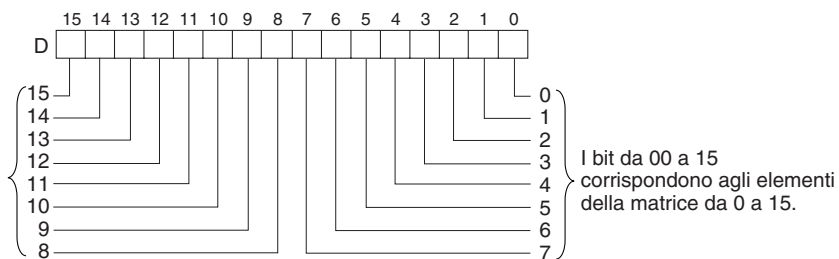 15 14 13 12 11 10 9 8 7 6 5 4 3 2 1 0
D
15 0
14 1
13 2
12 3
11 4
10 5
9 6
8 7
I bit da 00 a 15
corrispondono agli elementi
della matrice da 0 a 15.